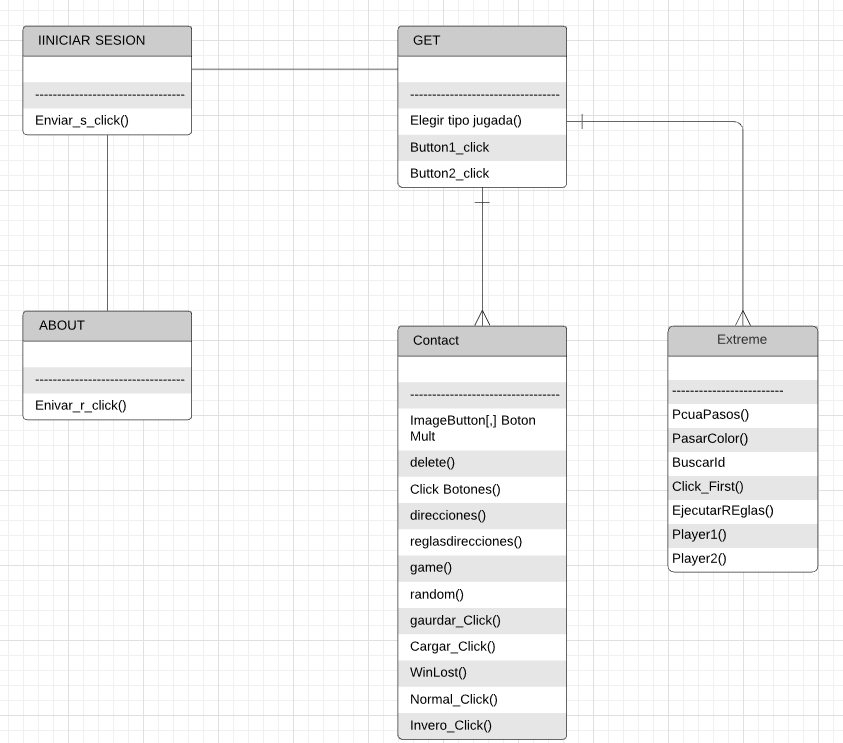 IINICIAR SESION
----------------------------------
Enviar_s_click()
GET
----------------------------------
Elegir tipo jugada()
Button1_click
Button2_click
ABOUT
----------------------------------
Enivar_r_click()
Contact
----------------------------------
ImageButton[,] Boton
Mult
delete()
Click Botones()
direcciones()
reglasdirecciones()
game()
random()
gaurdar_Click()
Cargar_Click()
WinLost()
Normal_Click()
Invero_Click()
Extreme
-------------------------
PcuaPasos()
PasarColor()
BuscarId
Click_First()
EjecutarREglas()
Player1()
Player2()